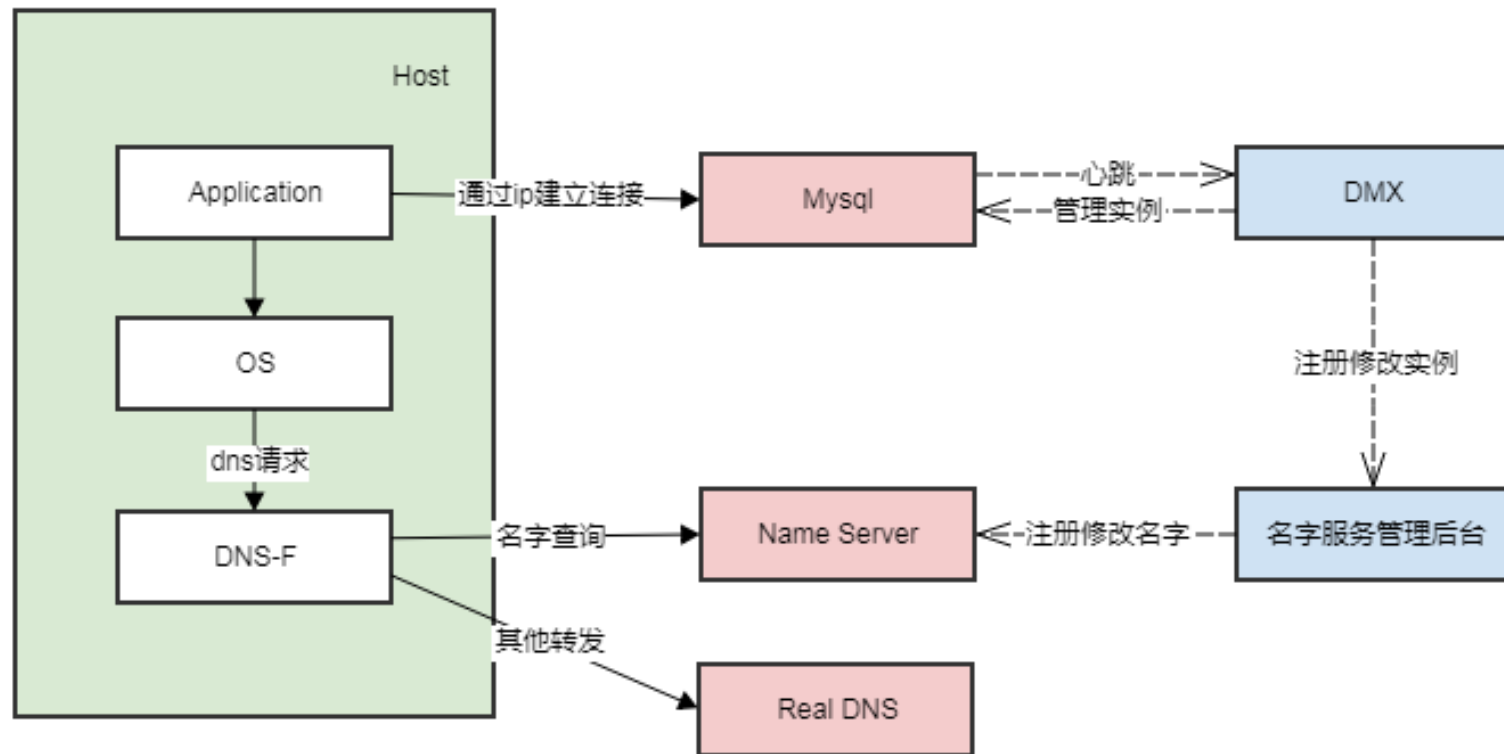 Host
Application
通过ip建立连接
Mysql
心跳
管理实例
DMX
OS
注册修改实例
dns请求
DNS-F
名字查询
Name Server
注册修改名字
名字服务管理后台
其他转发
Real DNS